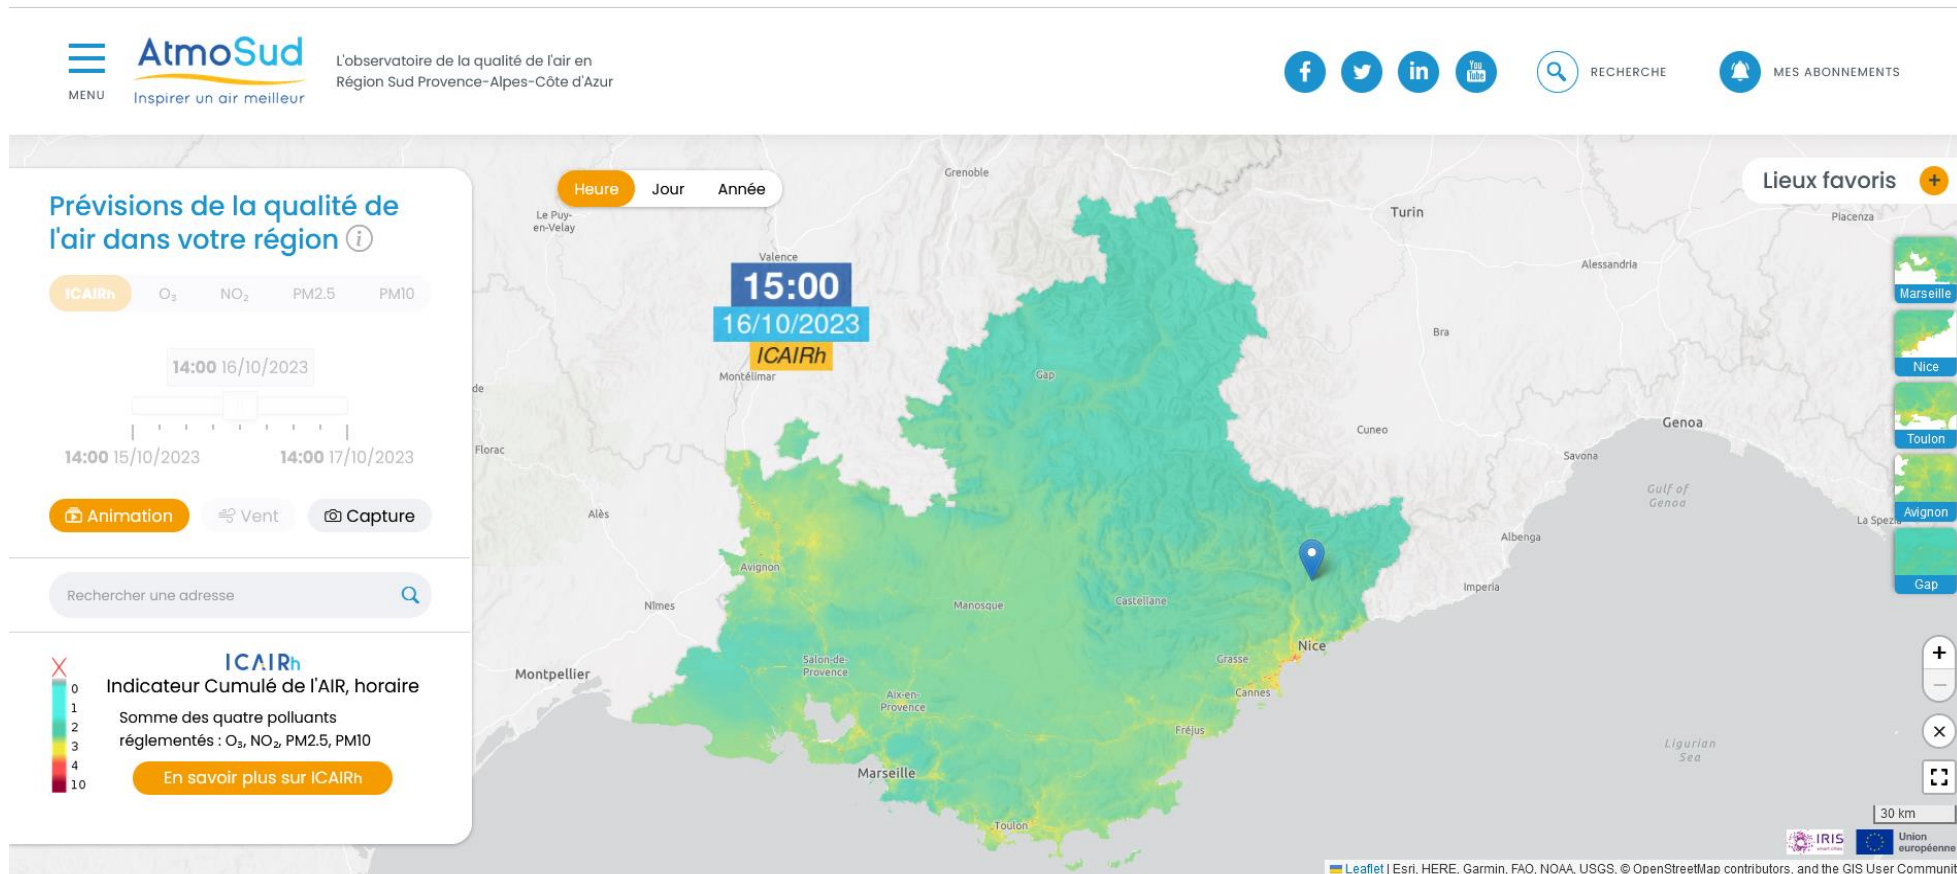 MENU
AtmoSud
Inspirer un air meilleur
L'observatoire de la qualité de l'air en
Région Sud Provence-Alpes-Côte d'Azur
You
Tube
RECHERCHE
MES ABONNEMENTS
Prévisions de la qualité de
l'air dans votre région
ICAIRh O₃ NO₂ PM2.5 PM10
14:00 16/10/2023
14:00 15/10/2023 14:00 17/10/2023
Animation Vent Capture
Rechercher une adresse
0
1
2
3
4
10
ICAIRh
Indicateur Cumulé de l'AIR, horaire
Somme des quatre polluants
réglementés : O₃, NO₂, PM2.5, PM10
En savoir plus sur ICAIRh
Heure Jour Année
15:00
16/10/2023
ICAIRh
Grenoble
Le Puy-
en-Velay
Valence
Turin
Placenza
Alessandria
Bra
Montélimar
Gap
de
Cuneo
Genoa
Florac
Savona
Gulf of
Genoa
Alès
La Spezi
Albenga
Avignon
Imperia
Nîmes
Manosque
Castellane
Nice
Salon-de-
Provence
Grasse
Montpellier
Cannes
Aix-en-
Provence
Fréjus
Ligurian
Sea
Marseille
Toulon
Lieux favoris +
Marseille
Nice
Toulon
Avignon
Gap
+
−
×
30 km
IRIS
Union
européenne
Leaflet | Esri, HERE, Garmin, FAO, NOAA, USGS, © OpenStreetMap contributors, and the GIS User Communit